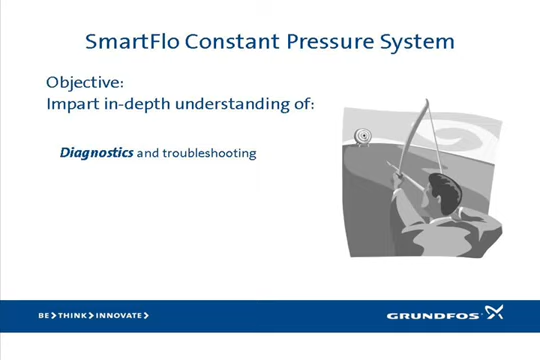 SmartFlo Constant Pressure System
Objective:
Impart in-depth understanding of:
Diagnostics and troubleshooting
BE > THINK > INNOVATE >
GRUNDFOS